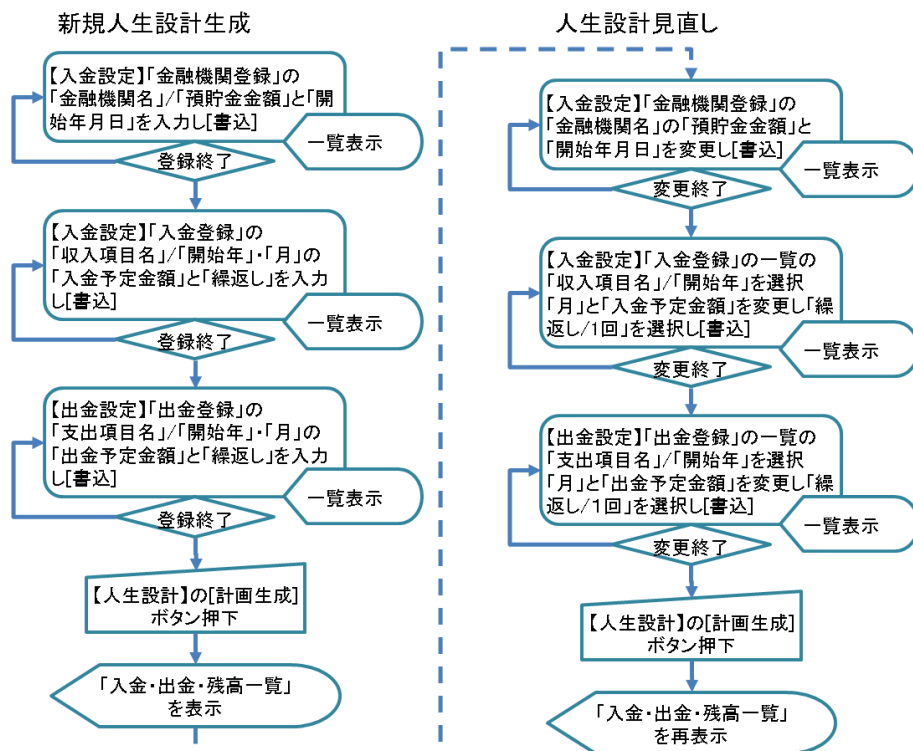 新規人生設計生成
【入金設定】「金融機関登録」の
「金融機関名」/「預貯金金額」と「開
始年月日」を入力し[書込]
一覧表示
登録終了
【入金設定】「入金登録」の
「収入項目名」/「開始年」・「月」の
「入金予定金額」と「繰返し」を入力
し[書込]
一覧表示
登録終了
【出金設定】「出金登録」の
「支出項目名」/「開始年」・「月」の
「出金予定金額」と「繰返し」を入力
し[書込]
一覧表示
登録終了
【人生設計】の[計画生成]
ボタン押下
「入金・出金・残高一覧」
を表示
人生設計見直し
【入金設定】「金融機関登録」の
「金融機関名」の「預貯金金額」と
「開始年月日」を変更し[書込]
一覧表示
変更終了
【入金設定】「入金登録」の一覧の
「収入項目名」/「開始年」を選択
「月」と「入金予定金額」を変更し「繰
返し/1回」を選択し[書込]
一覧表示
変更終了
【出金設定】「出金登録」の一覧の
「支出項目名」/「開始年」を選択
「月」と「出金予定金額」を変更し「繰
返し/1回」を選択し[書込]
一覧表示
変更終了
【人生設計】の[計画生成]
ボタン押下
「入金・出金・残高一覧」
を再表示